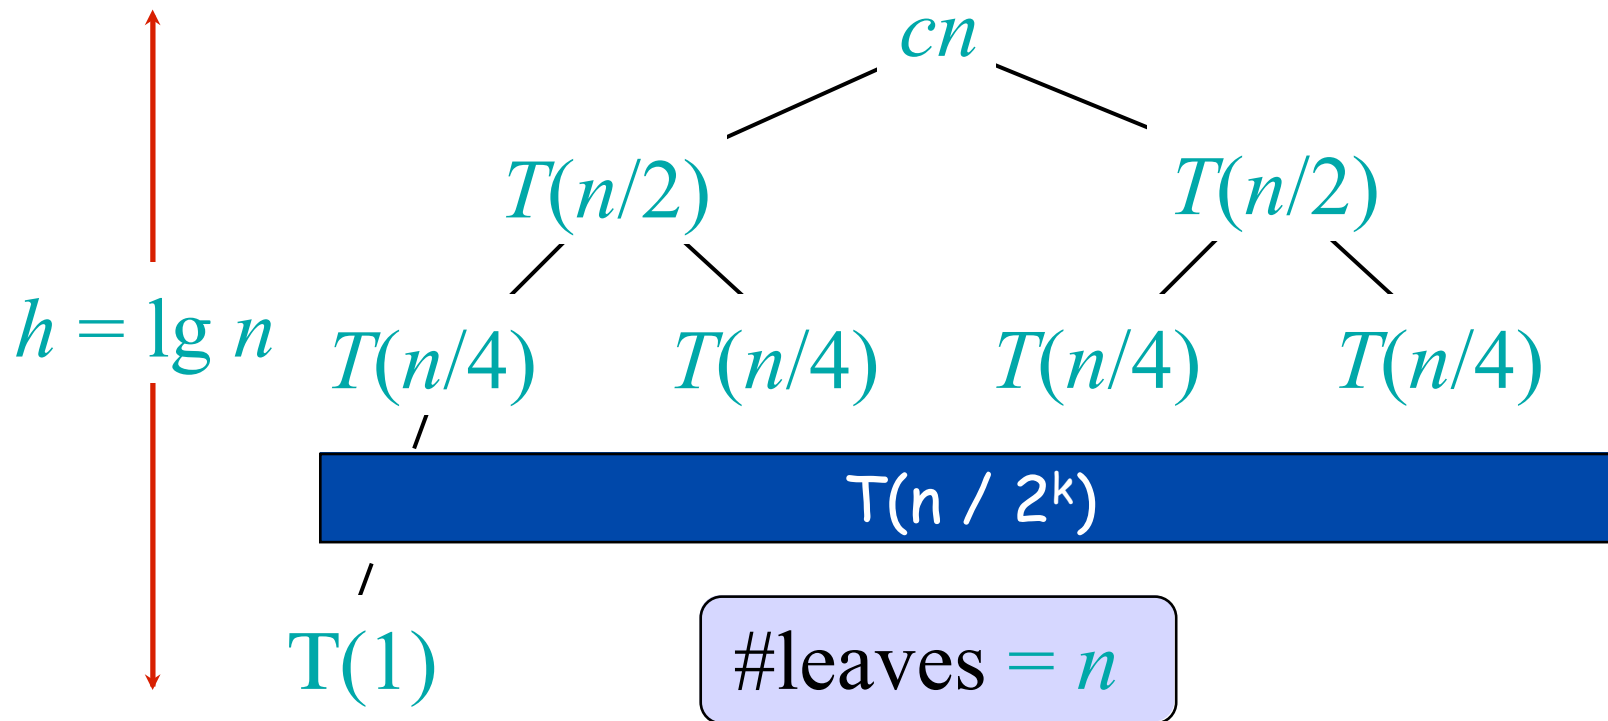 cn
T(n/2) T(n/2)
h = lg n T(n/4) T(n/4) T(n/4) T(n/4)
T(n / 2ᵏ)
T(1) #leaves = n